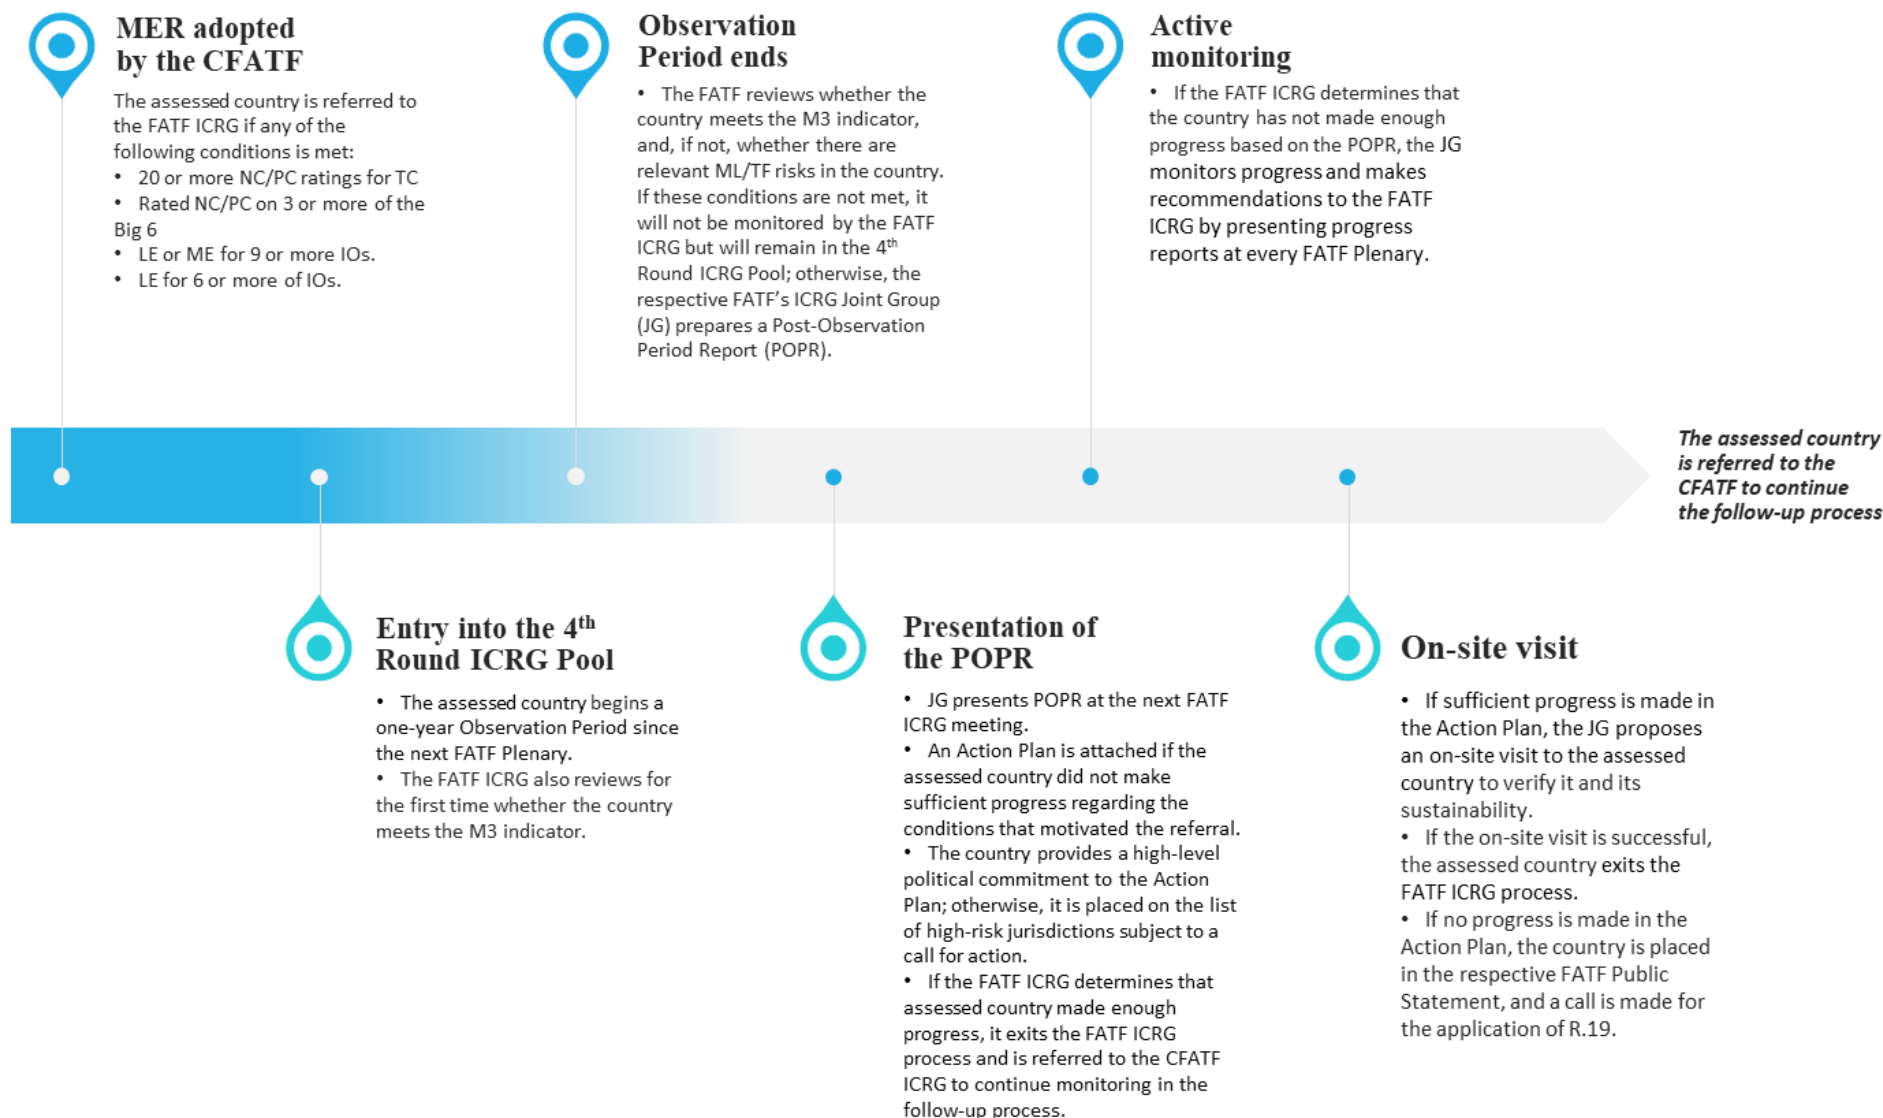 MER adopted
by the CFATF
The assessed country is referred to
the FATF ICRG if any of the
following conditions is met:
• 20 or more NC/PC ratings for TC
• Rated NC/PC on 3 or more of the
Big 6
• LE or ME for 9 or more IOs.
• LE for 6 or more of IOs.
Observation
Period ends
• The FATF reviews whether the
country meets the M3 indicator,
and, if not, whether there are
relevant ML/TF risks in the country.
If these conditions are not met, it
will not be monitored by the FATF
ICRG but will remain in the 4th
Round ICRG Pool; otherwise, the
respective FATF's ICRG Joint Group
(JG) prepares a Post-Observation
Period Report (POPR).
Active
monitoring
• If the FATF ICRG determines that
the country has not made enough
progress based on the POPR, the JG
monitors progress and makes
recommendations to the FATF
ICRG by presenting progress
reports at every FATF Plenary.
The assessed country
is referred to the
CFATF to continue
the follow-up process
Entry into the 4th
Round ICRG Pool
• The assessed country begins a
one-year Observation Period since
the next FATF Plenary.
• The FATF ICRG also reviews for
the first time whether the country
meets the M3 indicator.
Presentation of
the POPR
• JG presents POPR at the next FATF
ICRG meeting.
• An Action Plan is attached if the
assessed country did not make
sufficient progress regarding the
conditions that motivated the referral.
• The country provides a high-level
political commitment to the Action
Plan; otherwise, it is placed on the list
of high-risk jurisdictions subject to a
call for action.
• If the FATF ICRG determines that
assessed country made enough
progress, it exits the FATF ICRG
process and is referred to the CFATF
ICRG to continue monitoring in the
follow-up process.
On-site visit
• If sufficient progress is made in
the Action Plan, the JG proposes
an on-site visit to the assessed
country to verify it and its
sustainability.
• If the on-site visit is successful,
the assessed country exits the
FATF ICRG process.
• If no progress is made in the
Action Plan, the country is placed
in the respective FATF Public
Statement, and a call is made for
the application of R.19.